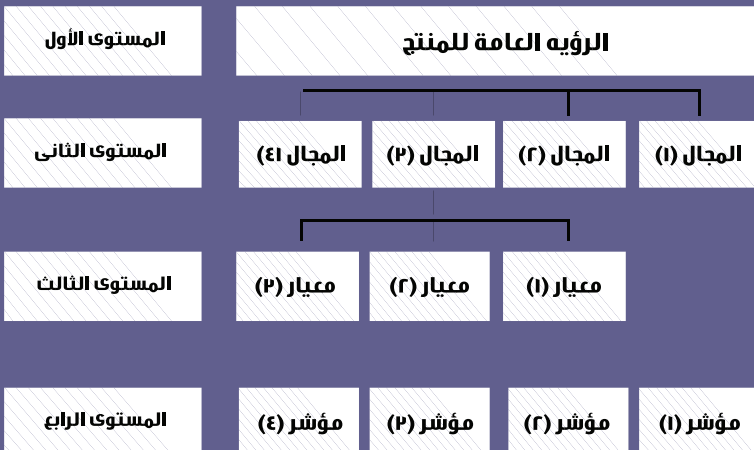 المستوى الأول
الرؤيه العامة للمنتج
المستوى الثانى
المجال (١)
المجال (٢)
المجال (٣)
المجال ٤١)
المستوى الثالث
معيار (١)
معيار (٢)
معيار (٣)
المستوى الرابع
مؤشر (١)
مؤشر (٢)
مؤشر (٣)
مؤشر (٤)